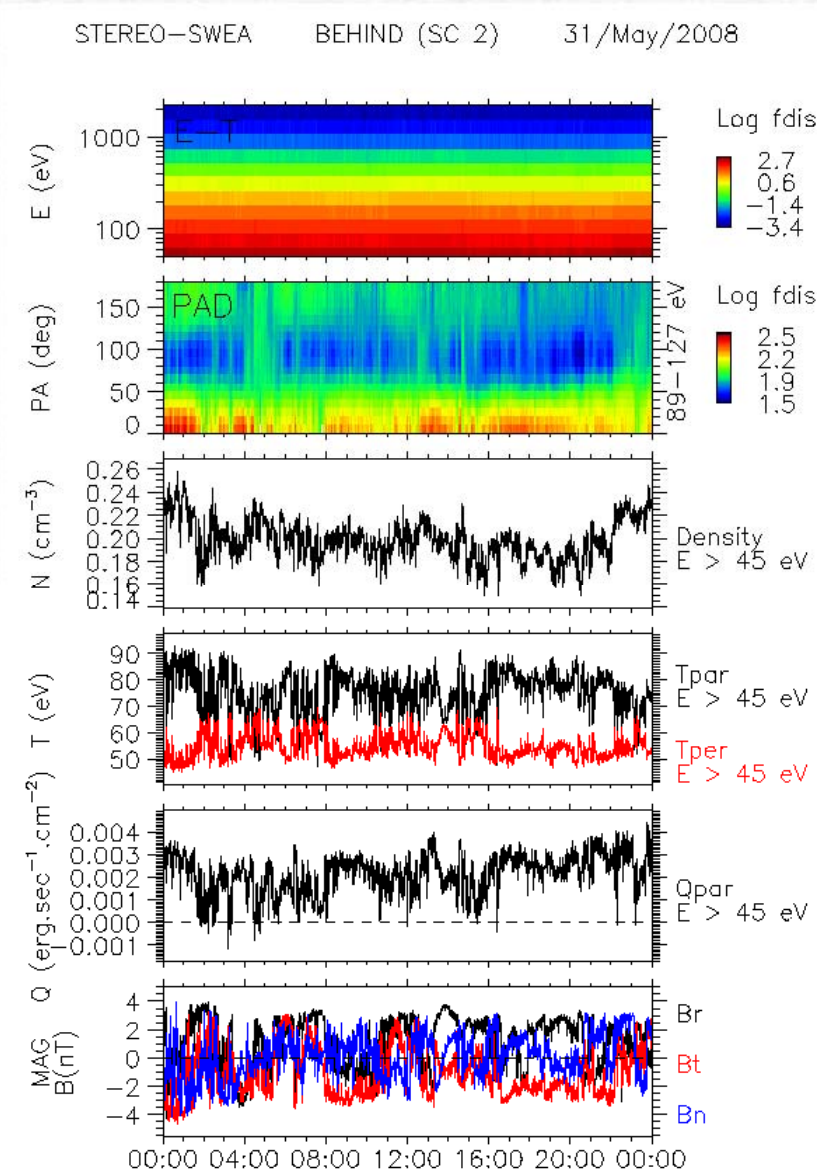 STEREO−SWEA BEHIND (SC 2) 31/May/2008
E−T
E (eV)
1000
100
Log fdis
2.7
0.6
−1.4
−3.4
PAD
PA (deg)
150
100
50
0
89−127 eV
Log fdis
2.5
2.2
1.9
1.5
N (cm⁻³)
0.26
0.24
0.22
0.20
0.18
0.16
0.14
Density
E > 45 eV
T (eV)
90
80
70
60
50
Tpar
E > 45 eV
Tper
E > 45 eV
Q (erg.sec⁻¹.cm⁻²)
0.004
0.003
0.002
0.001
0.000
−0.001
Qpar
E > 45 eV
MAG
B(nT)
4
2
0
−2
−4
Br
Bt
Bn
00:00 04:00 08:00 12:00 16:00 20:00 00:00